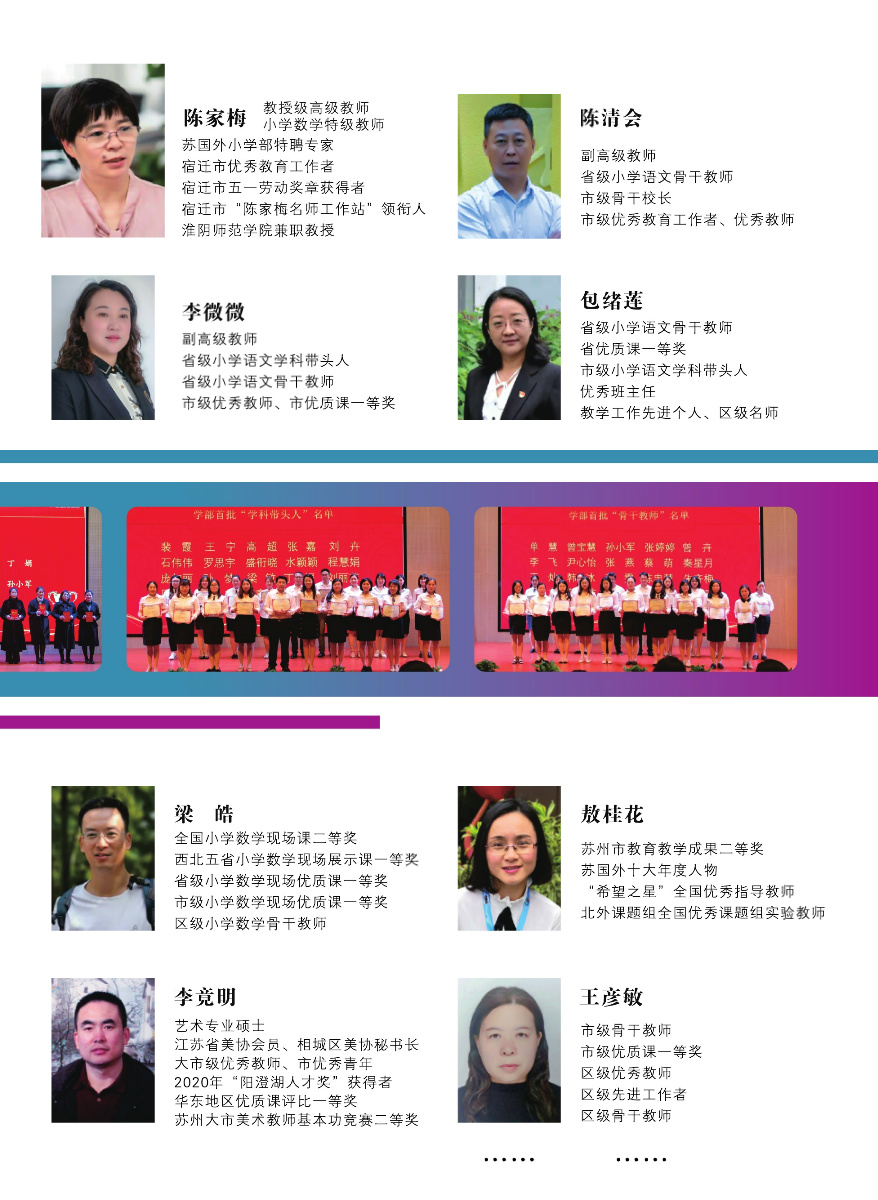 陈家梅
教授级高级教师
小学数学特级教师
苏国外小学部特聘专家
宿迁市优秀教育工作者
宿迁市五一劳动奖章获得者
宿迁市“陈家梅名师工作站”领衔人
淮阴师范学院兼职教授
陈清会
副高级教师
省级小学语文骨干教师
市级骨干校长
市级优秀教育工作者、优秀教师
李微微
副高级教师
省级小学语文学科带头人
省级小学语文骨干教师
市级优秀教师、市优质课一等奖
包绪莲
省级小学语文骨干教师
省优质课一等奖
市级小学语文学科带头人
优秀班主任
教学工作先进个人、区级名师
丁 娟
孙小军
学部首批“学科带头人”名单
裴 霞 王 宁 高 超 张 嘉 刘 卉
石伟伟 罗思宇 盛衍晓 水颖颖 程慧娟
学部首批“骨干教师”名单
单 慧 曾宝慧 孙小军 张婷婷 曾 卉
李 飞 尹心怡 张 燕 蔡 萌 秦星月
梁 皓
全国小学数学现场课二等奖
西北五省小学数学现场展示课一等奖
省级小学数学现场优质课一等奖
市级小学数学现场优质课一等奖
区级小学数学骨干教师
敖桂花
苏州市教育教学成果二等奖
苏国外十大年度人物
“希望之星”全国优秀指导教师
北外课题组全国优秀课题组实验教师
李竞明
艺术专业硕士
江苏省美协会员、相城区美协秘书长
大市级优秀教师、市优秀青年
2020年“阳澄湖人才奖”获得者
华东地区优质课评比一等奖
苏州大市美术教师基本功竞赛二等奖
王彦敏
市级骨干教师
市级优质课一等奖
区级优秀教师
区级先进工作者
区级骨干教师
…… ……